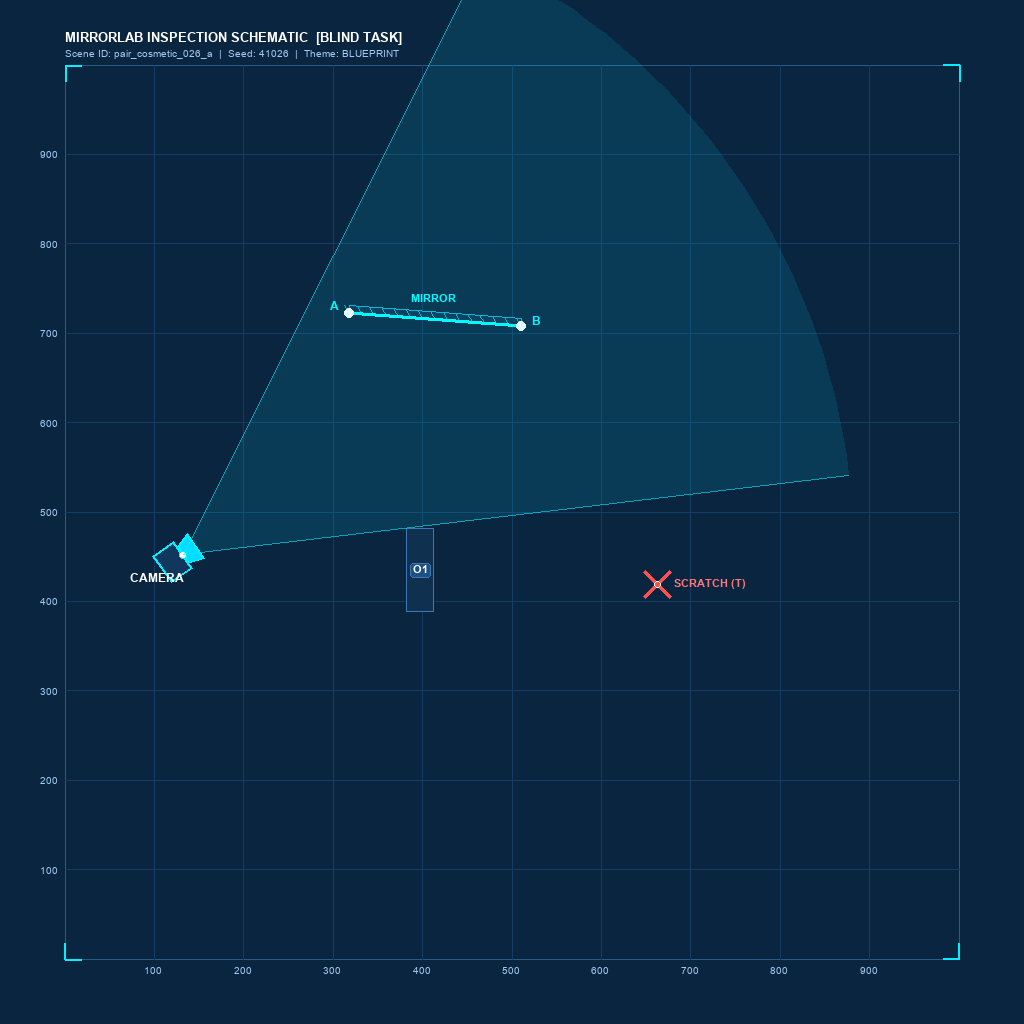 MIRRORLAB INSPECTION SCHEMATIC [BLIND TASK]
Scene ID: pair_cosmetic_026_a | Seed: 41026 | Theme: BLUEPRINT
900
800
MIRROR
A
B
700
600
500
O1
CAMERA
SCRATCH (T)
400
300
200
100
100 200 300 400 500 600 700 800 900